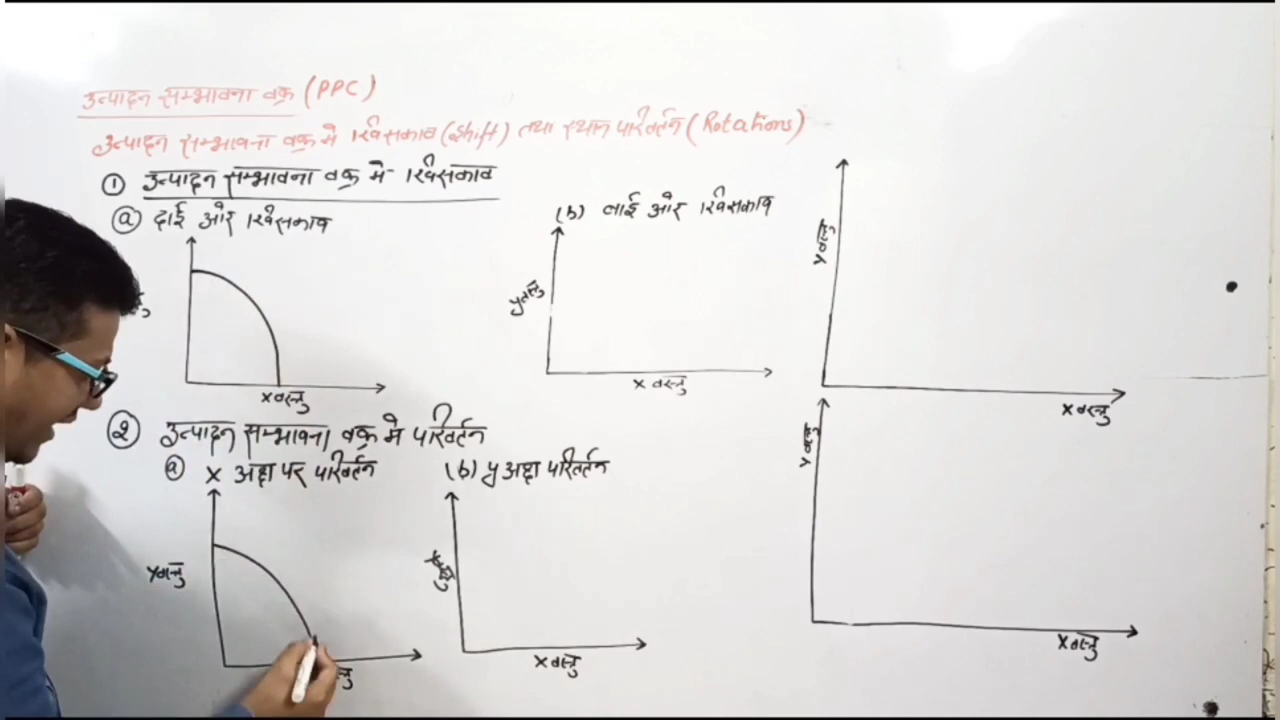 उत्पादन सम्भावना वक्र (PPC)
उत्पादन सम्भावना वक्र मे खिसकाव (Shift) तथा स्थान परिवर्तन (Rotations)
① उत्पादन सम्भावना वक्र मे खिसकाव
ⓐ दाई ओर खिसकाव
X वस्तु
(b) बाई ओर खिसकाव
y वस्तु
X वस्तु
y वस्तु
X वस्तु
② उत्पादन सम्भावना वक्र मे परिवर्तन
ⓐ X अक्ष पर परिवर्तन
y वस्तु
(b) y अक्ष परिवर्तन
X वस्तु
y वस्तु
X वस्तु